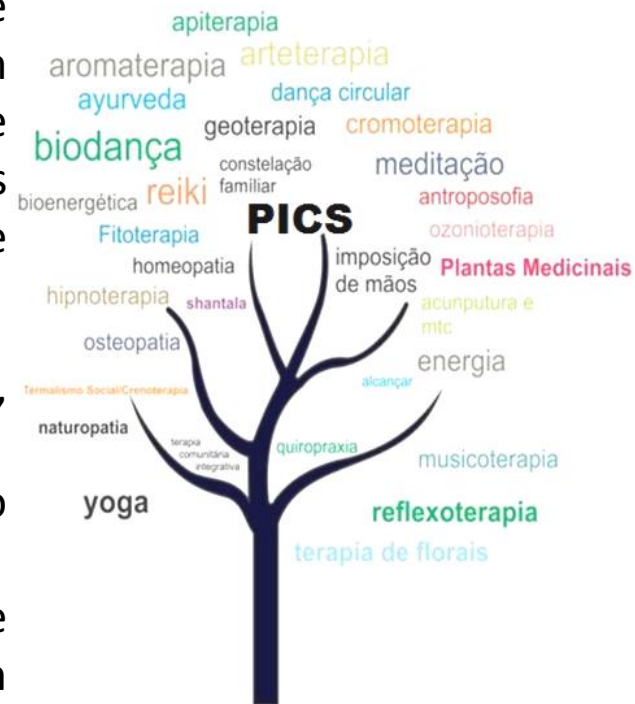 apiterapia
arteterapia
aromaterapia
dança circular
ayurveda
geoterapia
cromoterapia
biodança
constelação
familiar
meditação
reiki
antroposofia
bioenergética
PICS
Fitoterapia
ozonioterapia
homeopatia
imposição
de mãos
Plantas Medicinais
hipnoterapia
shantala
acunputura e
mtc
osteopatia
energia
alcançar
Termalismo Social/Crenoterapia
naturopatia
terapia
comunitária
integrativa
quiropraxia
musicoterapia
yoga
reflexoterapia
terapia de florais